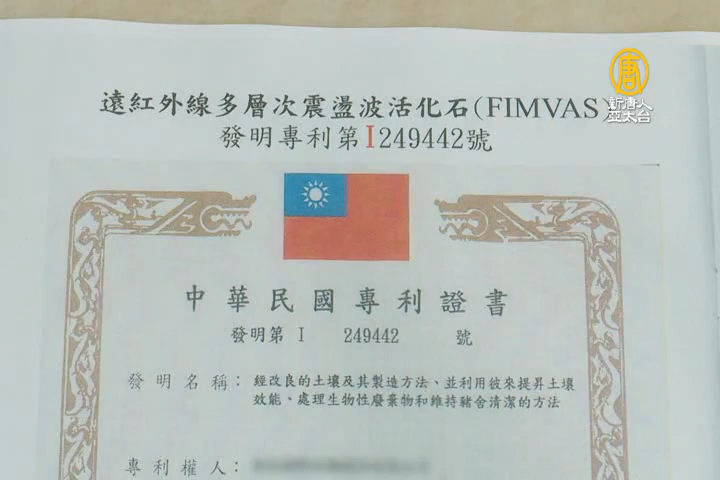 唐
新唐人
亞太台
遠紅外線多層次震盪波活化石(FIMVAS)
發明專利第I249442號
中華民國專利證書
發明第 I 249442 號
發明名稱：經改良的土壤及其製造方法、並利用彼來提昇土壤
效能、處理生物性廢棄物和維持豬舍清潔的方法
專利權人：